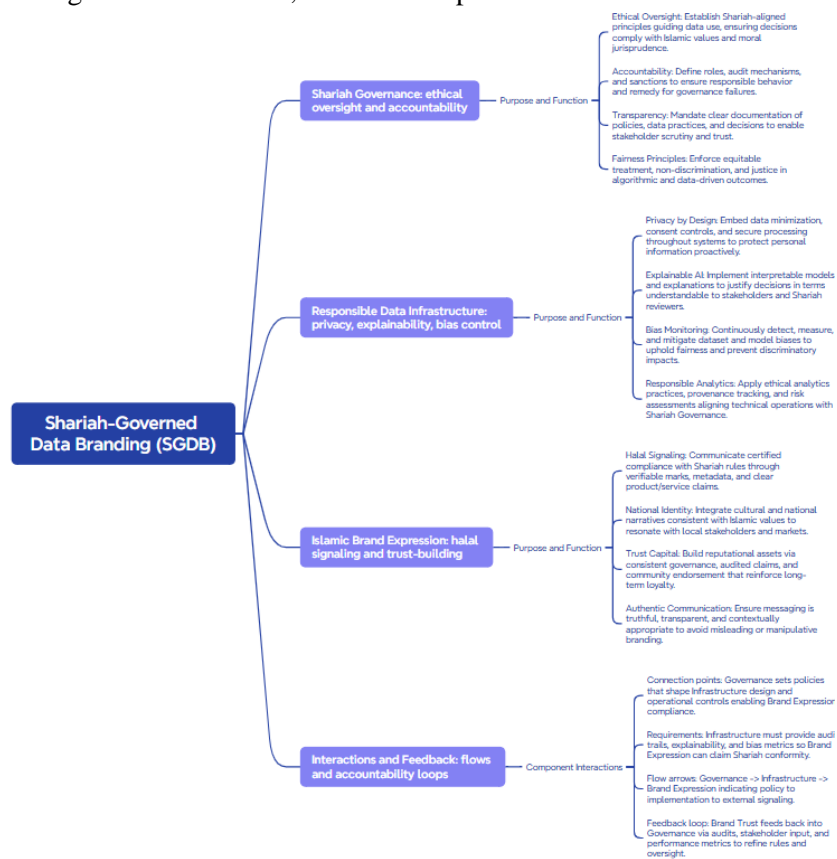 Shariah-Governed
Data Branding (SGDB)
Shariah Governance: ethical
oversight and accountability
Purpose and Function
Ethical Oversight: Establish Shariah-aligned
principles guiding data use, ensuring decisions
comply with Islamic values and moral
jurisprudence.
Accountability: Define roles, audit mechanisms,
and sanctions to ensure responsible behavior
and remedy for governance failures.
Transparency: Mandate clear documentation of
policies, data practices, and decisions to enable
stakeholder scrutiny and trust.
Fairness Principles: Enforce equitable
treatment, non-discrimination, and justice in
algorithmic and data-driven outcomes.
Responsible Data Infrastructure:
privacy, explainability, bias control
Purpose and Function
Privacy by Design: Embed data minimization,
consent controls, and secure processing
throughout systems to protect personal
information proactively.
Explainable AI: Implement interpretable models
and explanations to justify decisions in terms
understandable to stakeholders and Shariah
reviewers.
Bias Monitoring: Continuously detect, measure,
and mitigate dataset and model biases to
uphold fairness and prevent discriminatory
impacts.
Responsible Analytics: Apply ethical analytics
practices, provenance tracking, and risk
assessments aligning technical operations with
Shariah Governance.
Islamic Brand Expression: halal
signaling and trust-building
Purpose and Function
Halal Signaling: Communicate certified
compliance with Shariah rules through
verifiable marks, metadata, and clear
product/service claims.
National Identity: Integrate cultural and national
narratives consistent with Islamic values to
resonate with local stakeholders and markets.
Trust Capital: Build reputational assets via
consistent governance, audited claims, and
community endorsement that reinforce long-
term loyalty.
Authentic Communication: Ensure messaging is
truthful, transparent, and contextually
appropriate to avoid misleading or manipulative
branding.
Interactions and Feedback: flows
and accountability loops
Component Interactions
Connection points: Governance sets policies
that shape Infrastructure design and
operational controls enabling Brand Expression
compliance.
Requirements: Infrastructure must provide audi
trails, explainability, and bias metrics so Brand
Expression can claim Shariah conformity.
Flow arrows: Governance -> Infrastructure ->
Brand Expression indicating policy to
implementation to external signaling.
Feedback loop: Brand Trust feeds back into
Governance via audits, stakeholder input, and
performance metrics to refine rules and
oversight.